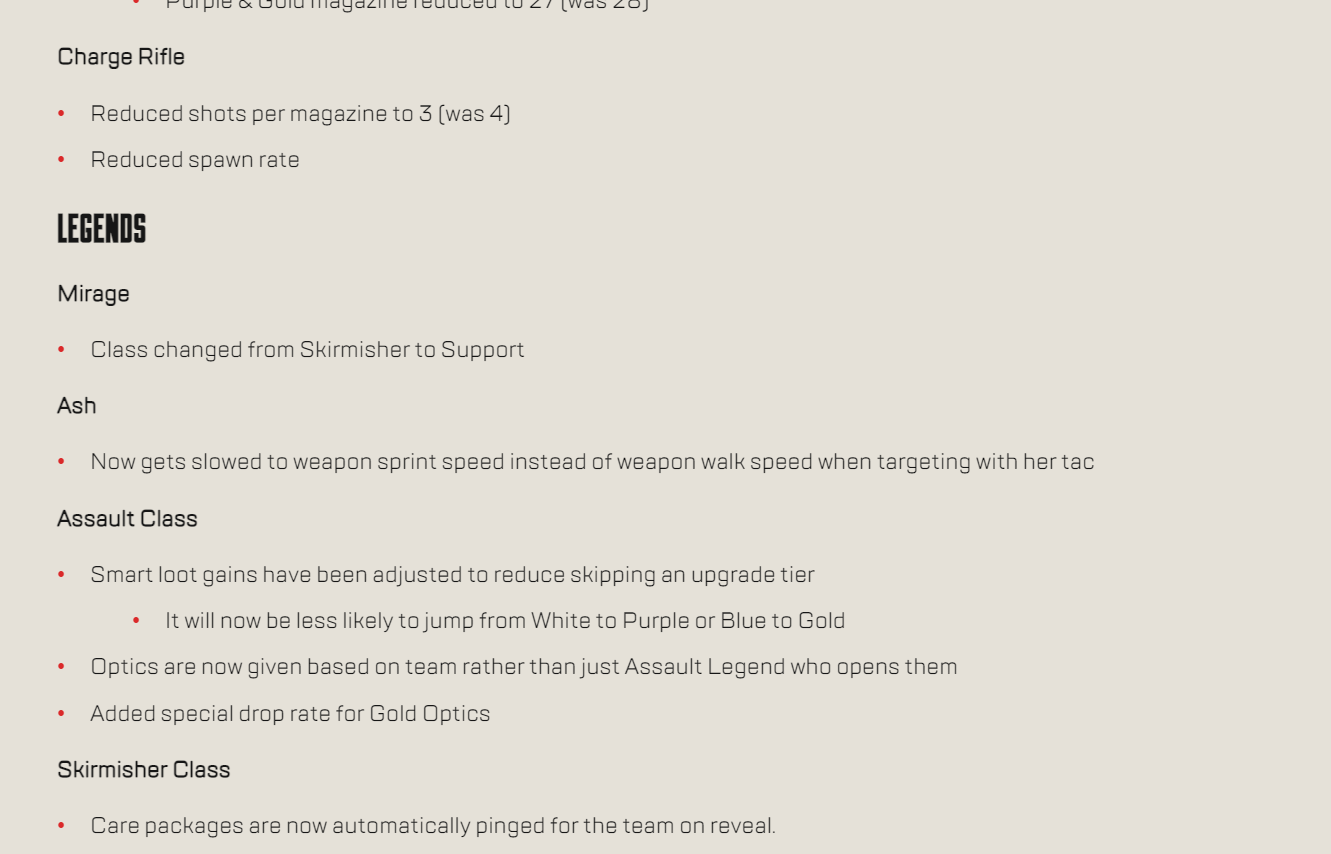 Purple & Gold magazine reduced to 27 (was 28)
Charge Rifle
Reduced shots per magazine to 3 (was 4)
Reduced spawn rate
LEGENDS
Mirage
Class changed from Skirmisher to Support
Ash
Now gets slowed to weapon sprint speed instead of weapon walk speed when targeting with her tac
Assault Class
Smart loot gains have been adjusted to reduce skipping an upgrade tier
It will now be less likely to jump from White to Purple or Blue to Gold
Optics are now given based on team rather than just Assault Legend who opens them
Added special drop rate for Gold Optics
Skirmisher Class
Care packages are now automatically pinged for the team on reveal.